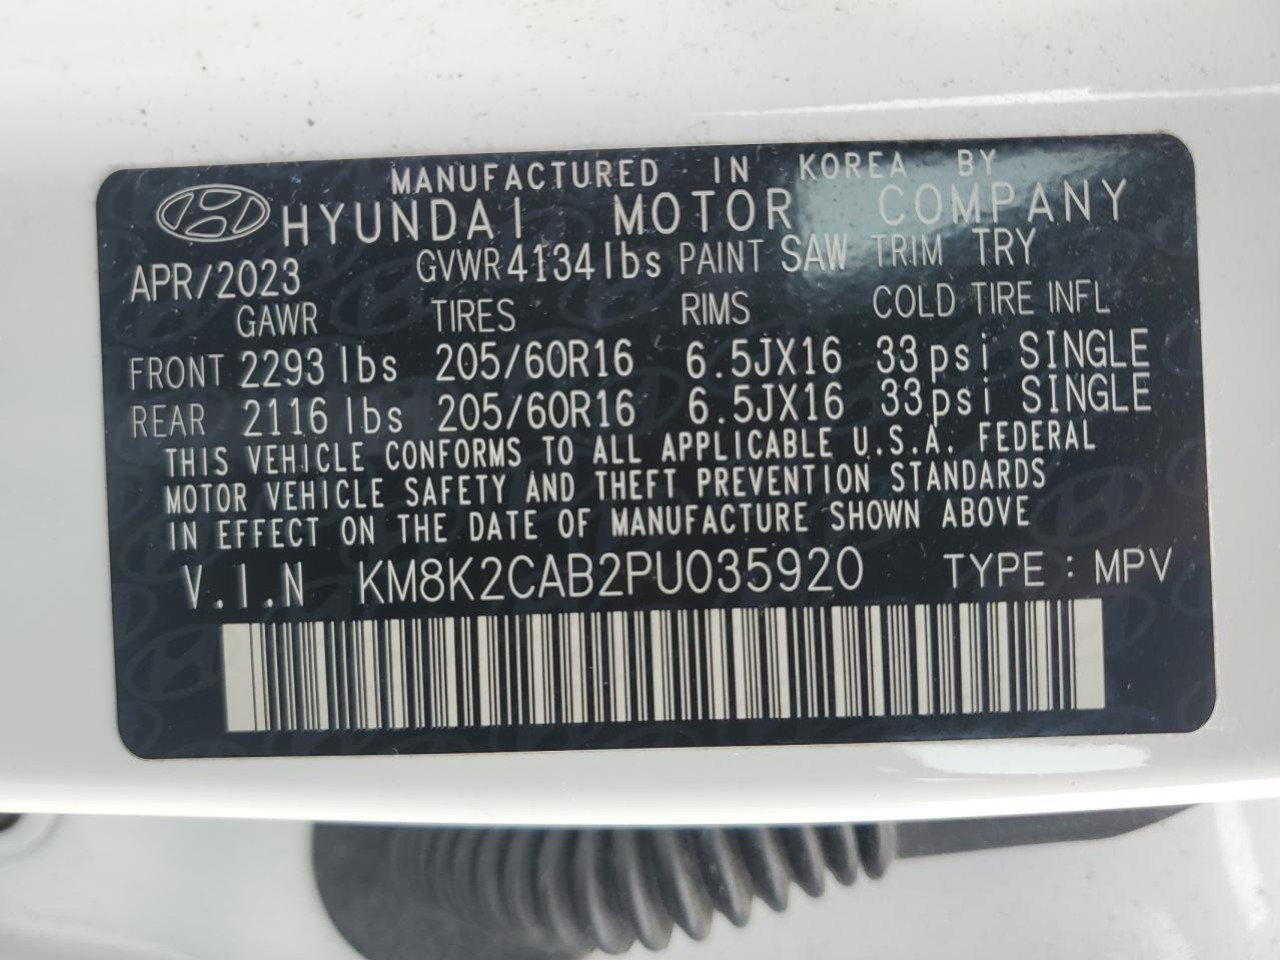 MANUFACTURED IN KOREA BY
HYUNDAI MOTOR COMPANY
APR/2023 GVWR 4134lbs PAINT SAW TRIM TRY
GAWR TIRES RIMS COLD TIRE INFL
FRONT 2293 lbs 205/60R16 6.5JX16 33psi SINGLE
REAR 2116 lbs 205/60R16 6.5JX16 33psi SINGLE
THIS VEHICLE CONFORMS TO ALL APPLICABLE U.S.A. FEDERAL
MOTOR VEHICLE SAFETY AND THEFT PREVENTION STANDARDS
IN EFFECT ON THE DATE OF MANUFACTURE SHOWN ABOVE
V.I.N KM8K2CAB2PU035920 TYPE : MPV